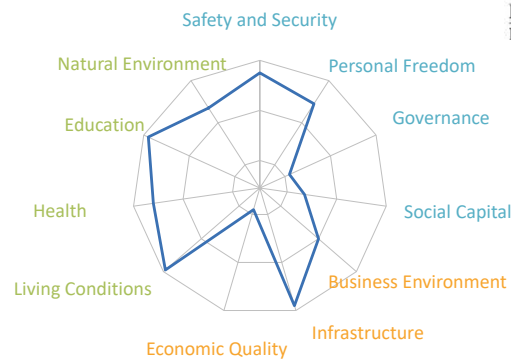 Safety and Security
Natural Environment
Personal Freedom
Education
Governance
Health
Social Capital
Living Conditions
Business Environment
Infrastructure
Economic Quality